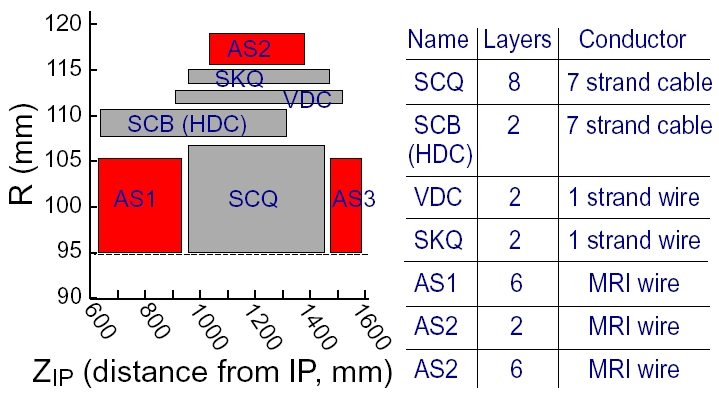 120
115
110
105
100
95
90
R (mm)
AS2
SKQ
VDC
SCB (HDC)
AS1
SCQ
AS3
600
800
1000
1200
1400
1600
ZIP (distance from IP, mm)
Name Layers Conductor
SCQ 8 7 strand cable
SCB 2 7 strand cable
(HDC)
VDC 2 1 strand wire
SKQ 2 1 strand wire
AS1 6 MRI wire
AS2 2 MRI wire
AS2 6 MRI wire